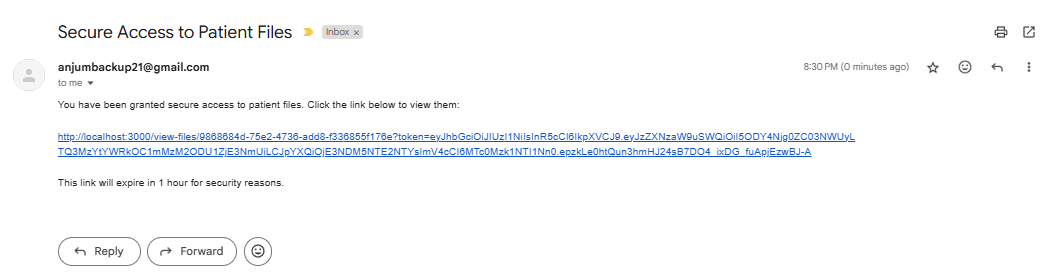 Secure Access to Patient Files
Inbox ×
anjumbackup21@gmail.com
8:30 PM (0 minutes ago)
to me
You have been granted secure access to patient files. Click the link below to view them:
http://localhost:3000/view-files/9868684d-75e2-4736-add8-f336855f176e?token=eyJhbGciOiJIUzI1NiIsInR5cCI6IkpXVCJ9.eyJzZXNzaW9uSWQiOiI5ODY4Njg0ZC03NWUyL
TQ3MzYtYWRkOC1mMzM2ODU1ZjE3NmUiLCJpYXQiOjE3NDM5NTE2NTYsImV4cCI6MTc0Mzk1NTI1Nn0.epzkLe0htQun3hmHJ24sB7DO4_ixDG_fuApjEzwBJ-A
This link will expire in 1 hour for security reasons.
Reply
Forward